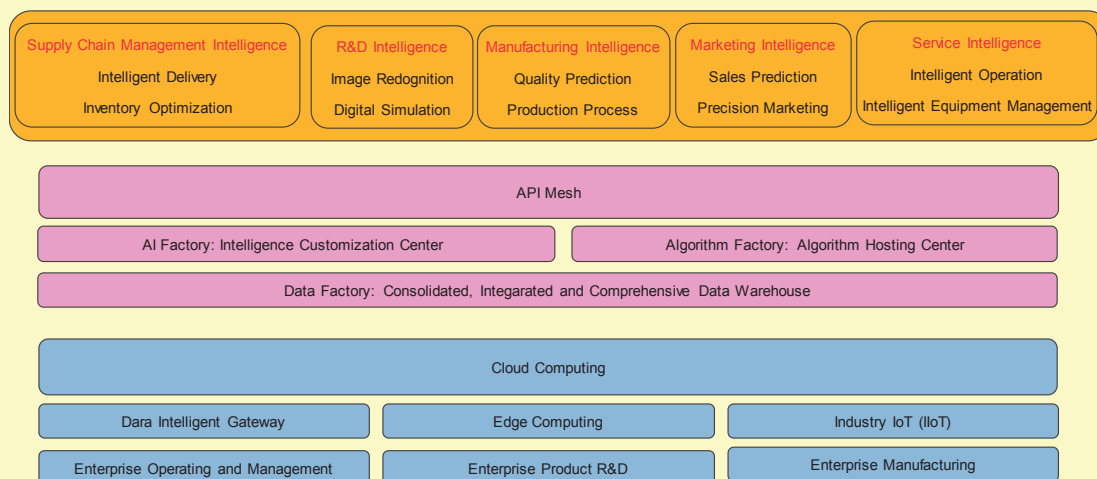 Supply Chain Management Intelligence
Intelligent Delivery
Inventory Optimization
R&D Intelligence
Image Redognition
Digital Simulation
Manufacturing Intelligence
Quality Prediction
Production Process
Marketing Intelligence
Sales Prediction
Precision Marketing
Service Intelligence
Intelligent Operation
Intelligent Equipment Management
API Mesh
AI Factory: Intelligence Customization Center
Algorithm Factory: Algorithm Hosting Center
Data Factory: Consolidated, Integarated and Comprehensive Data Warehouse
Cloud Computing
Dara Intelligent Gateway
Edge Computing
Industry IoT (IIoT)
Enterprise Operating and Management
Enterprise Product R&D
Enterprise Manufacturing